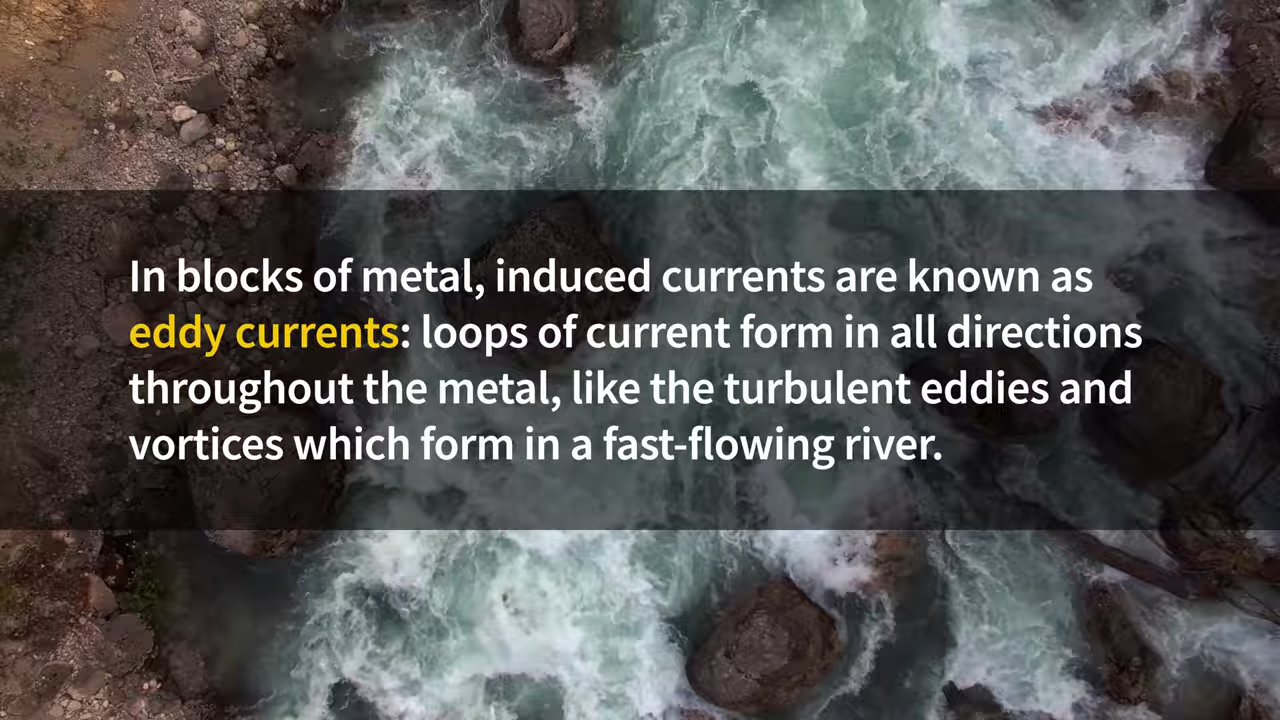 In blocks of metal, induced currents are known as
eddy currents: loops of current form in all directions
throughout the metal, like the turbulent eddies and
vortices which form in a fast-flowing river.